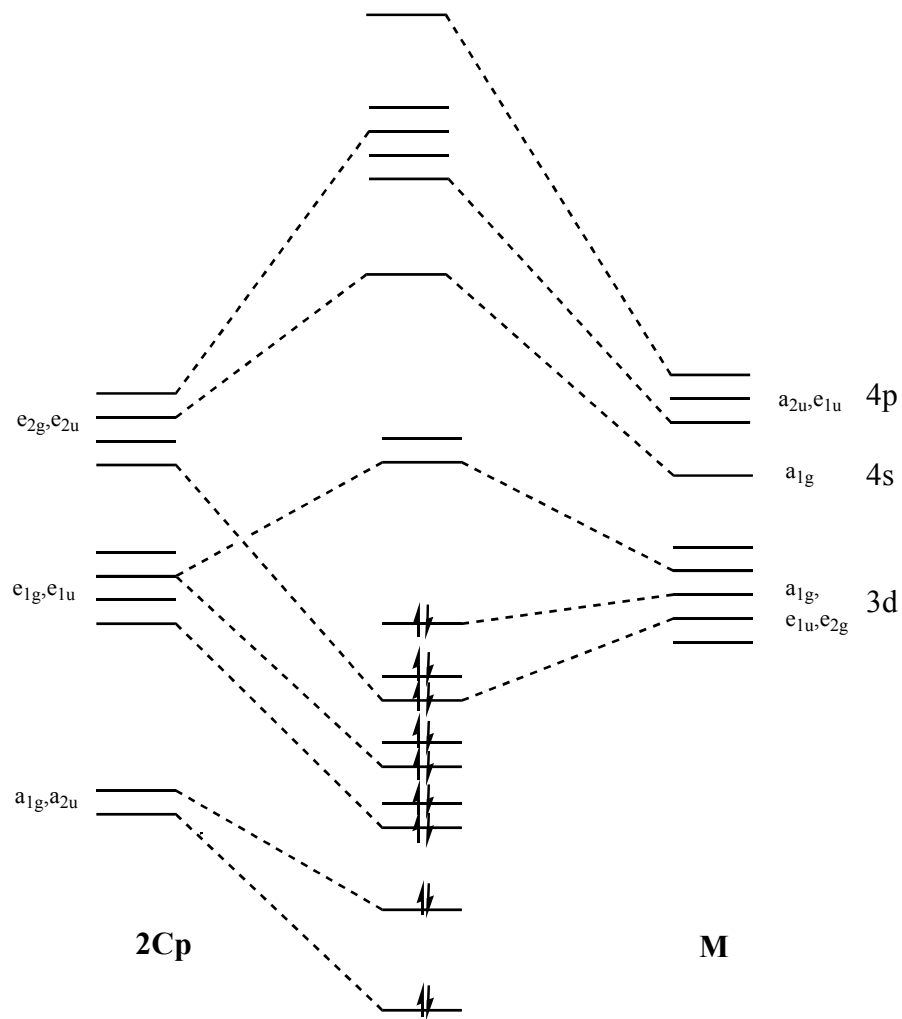 e2g,e2u
a2u,e1u 4p
a1g 4s
e1g,e1u
a1g,
e1u,e2g
3d
a1g,a2u
2Cp
M